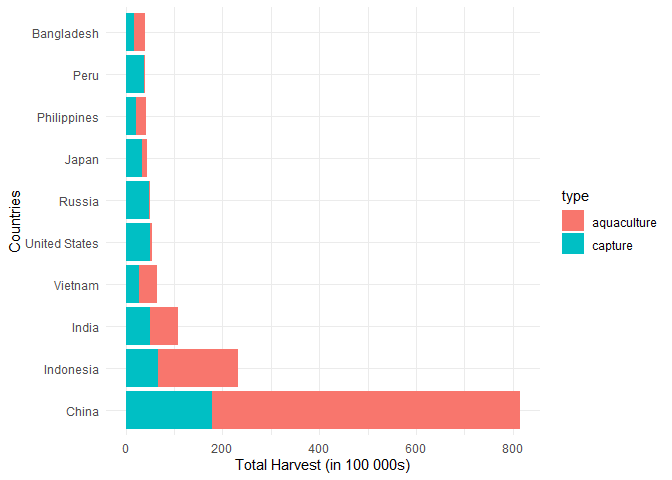 Bangladesh
Peru
Philippines
Japan
Russia
United States
Vietnam
India
Indonesia
China
Countries
0 200 400 600 800
Total Harvest (in 100 000s)
type
aquaculture
capture